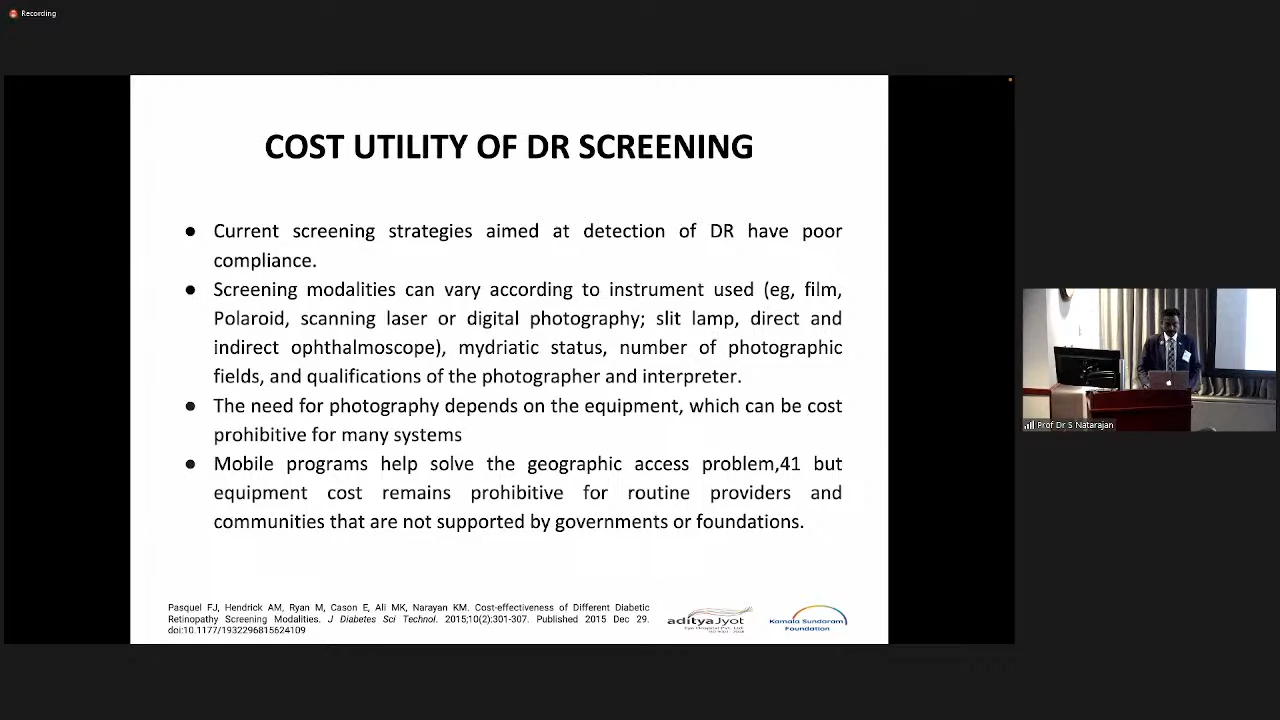 Recording
COST UTILITY OF DR SCREENING
● Current screening strategies aimed at detection of DR have poor
compliance.
● Screening modalities can vary according to instrument used (eg, film,
Polaroid, scanning laser or digital photography; slit lamp, direct and
indirect ophthalmoscope), mydriatic status, number of photographic
fields, and qualifications of the photographer and interpreter.
● The need for photography depends on the equipment, which can be cost
prohibitive for many systems
● Mobile programs help solve the geographic access problem,41 but
equipment cost remains prohibitive for routine providers and
communities that are not supported by governments or foundations.
Pasquel FJ, Hendrick AM, Ryan M, Cason E, Ali MK, Narayan KM. Cost-effectiveness of Different Diabetic
Retinopathy Screening Modalities. J Diabetes Sci Technol. 2015;10(2):301-307. Published 2015 Dec 29.
doi:10.1177/1932296815624109
adityaJyot
Eye Hospital Pvt. Ltd.
Kamala Sundaram
Foundation
Prof Dr S Natarajan